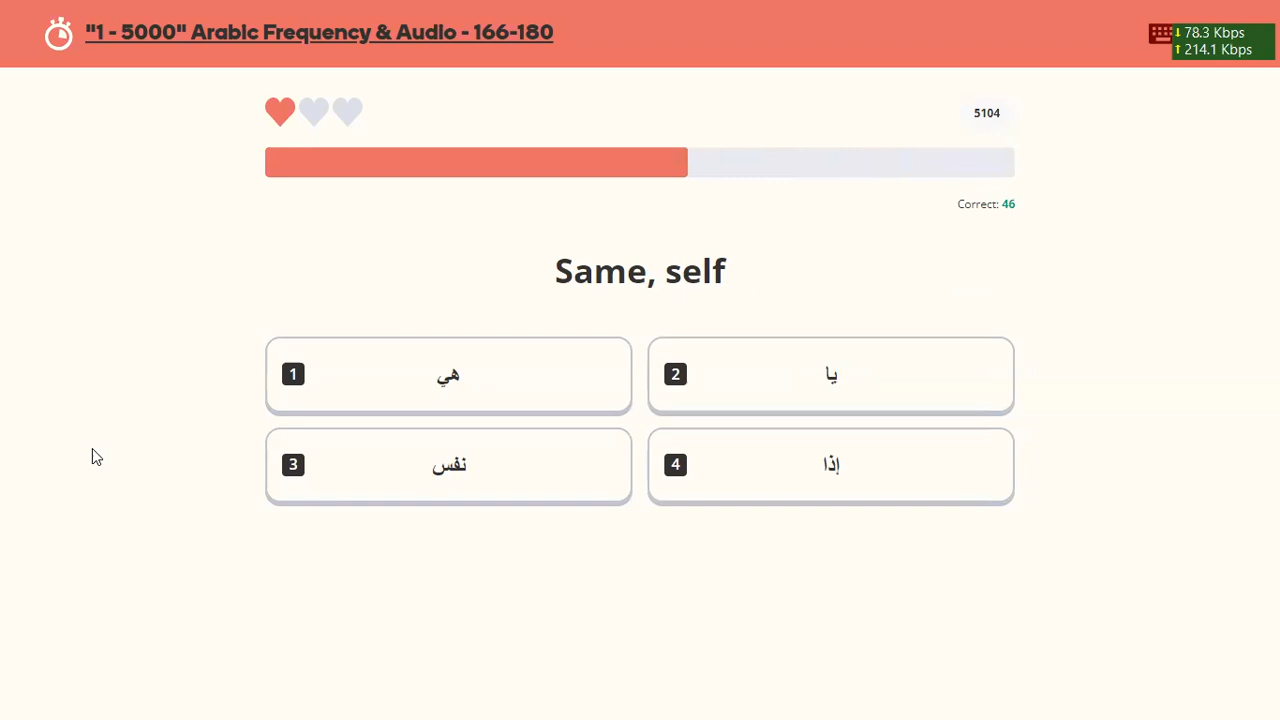 "1 - 5000" Arabic Frequency & Audio - 166-180
↓ 78.3 Kbps
↑ 214.1 Kbps
5104
Correct: 46
Same, self
1 هي
2 يا
3 نفس
4 إذا